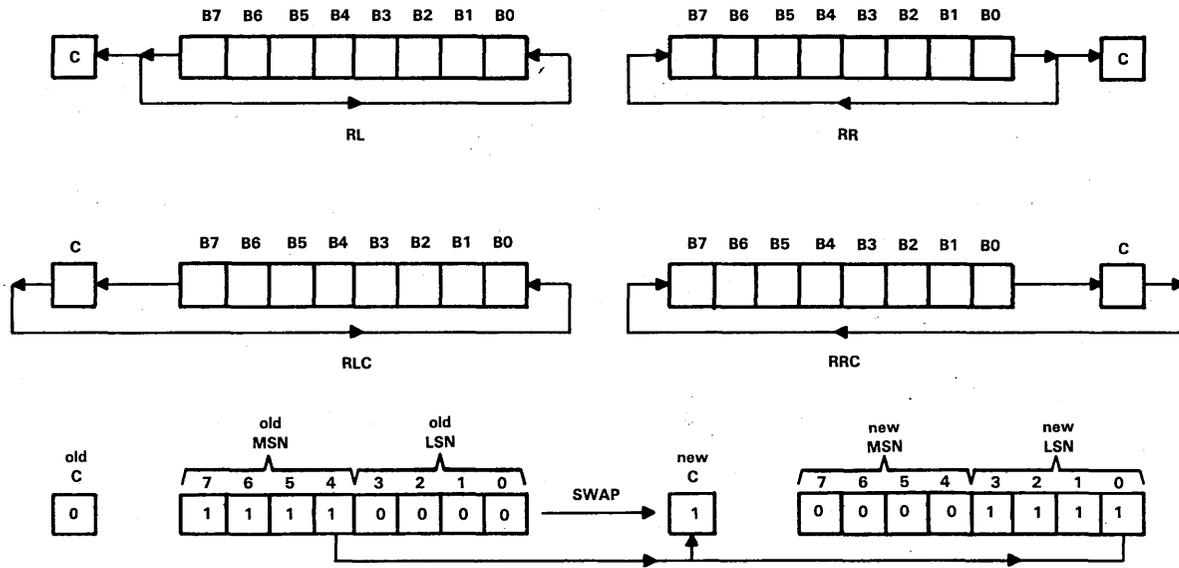 B7 B6 B5 B4 B3 B2 B1 B0
C
RL
B7 B6 B5 B4 B3 B2 B1 B0
C
RR
C
B7 B6 B5 B4 B3 B2 B1 B0
RLC
B7 B6 B5 B4 B3 B2 B1 B0
C
RRC
old
C
0
old
MSN
old
LSN
7 6 5 4 3 2 1 0
1 1 1 1 0 0 0 0
SWAP
new
C
1
new
MSN
new
LSN
7 6 5 4 3 2 1 0
0 0 0 0 1 1 1 1